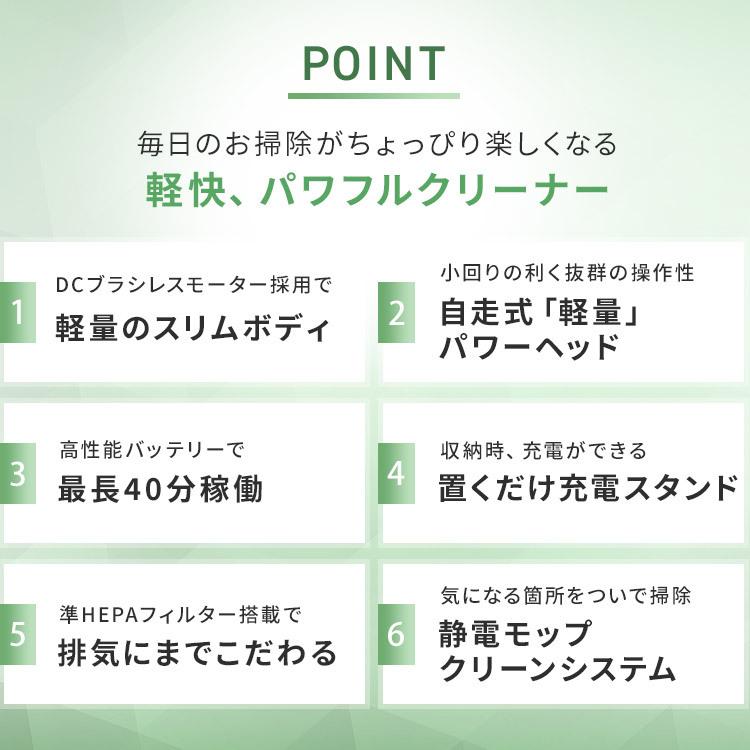 POINT
毎日のお掃除がちょっぴり楽しくなる
軽快、パワフルクリーナー
1
DCブラシレスモーター採用で
軽量のスリムボディ
2
小回りの利く抜群の操作性
自走式「軽量」
パワーヘッド
3
高性能バッテリーで
最長40分稼働
4
収納時、充電ができる
置くだけ充電スタンド
5
準HEPAフィルター搭載で
排気にまでこだわる
6
気になる箇所をついで掃除
静電モップ
クリーンシステム